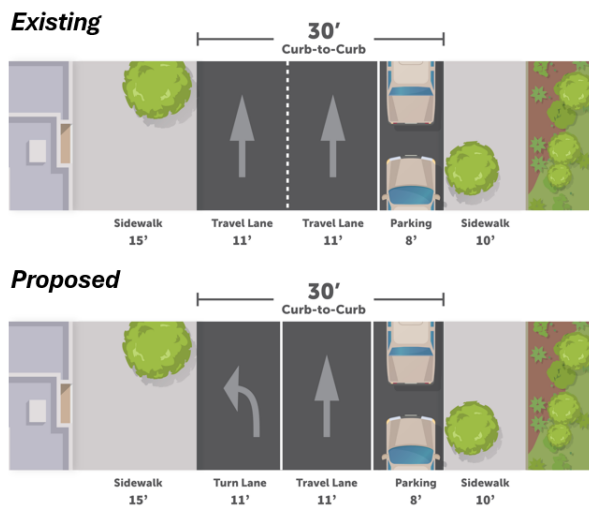 Existing
30’
Curb-to-Curb
Sidewalk Travel Lane Travel Lane Parking Sidewalk
15’ 11’ 11’ 8’ 10’
Proposed
30’
Curb-to-Curb
Sidewalk Turn Lane Travel Lane Parking Sidewalk
15’ 11’ 11’ 8’ 10’